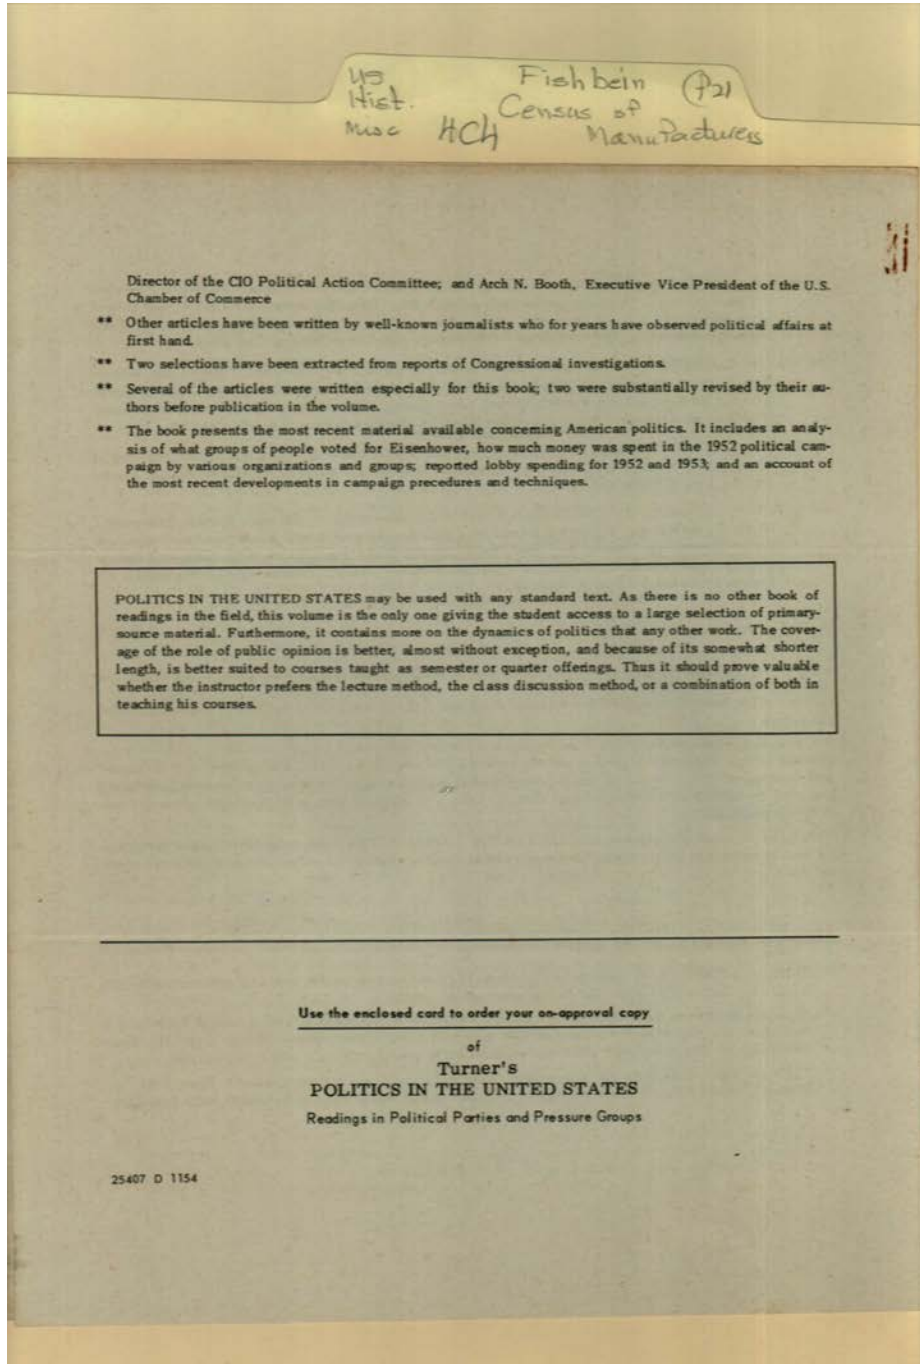 US Fishbein P21
Hist. Census of
Misc HCH Manufacturers
Director of the CIO Political Action Committee; and Arch N. Booth, Executive Vice President of the U.S.
Chamber of Commerce
** Other articles have been written by well-known journalists who for years have observed political affairs at
first hand.
** Two selections have been extracted from reports of Congressional investigations.
** Several of the articles were written especially for this book; two were substantially revised by their au-
thors before publication in the volume.
** The book presents the most recent material available concerning American politics. It includes an analy-
sis of what groups of people voted for Eisenhower, how much money was spent in the 1952 political cam-
paign by various organizations and groups; reported lobby spending for 1952 and 1953; and an account of
the most recent developments in campaign precedures and techniques.
POLITICS IN THE UNITED STATES may be used with any standard text. As there is no other book of
readings in the field, this volume is the only one giving the student access to a large selection of primary-
source material. Furthermore, it contains more on the dynamics of politics that any other work. The cover-
age of the role of public opinion is better, almost without exception, and because of its somewhat shorter
length, is better suited to courses taught as semester or quarter offerings. Thus it should prove valuable
whether the instructor prefers the lecture method, the class discussion method, or a combination of both in
teaching his courses.
Use the enclosed card to order your on-approval copy
of
Turner's
POLITICS IN THE UNITED STATES
Readings in Political Parties and Pressure Groups
25407 D 1154